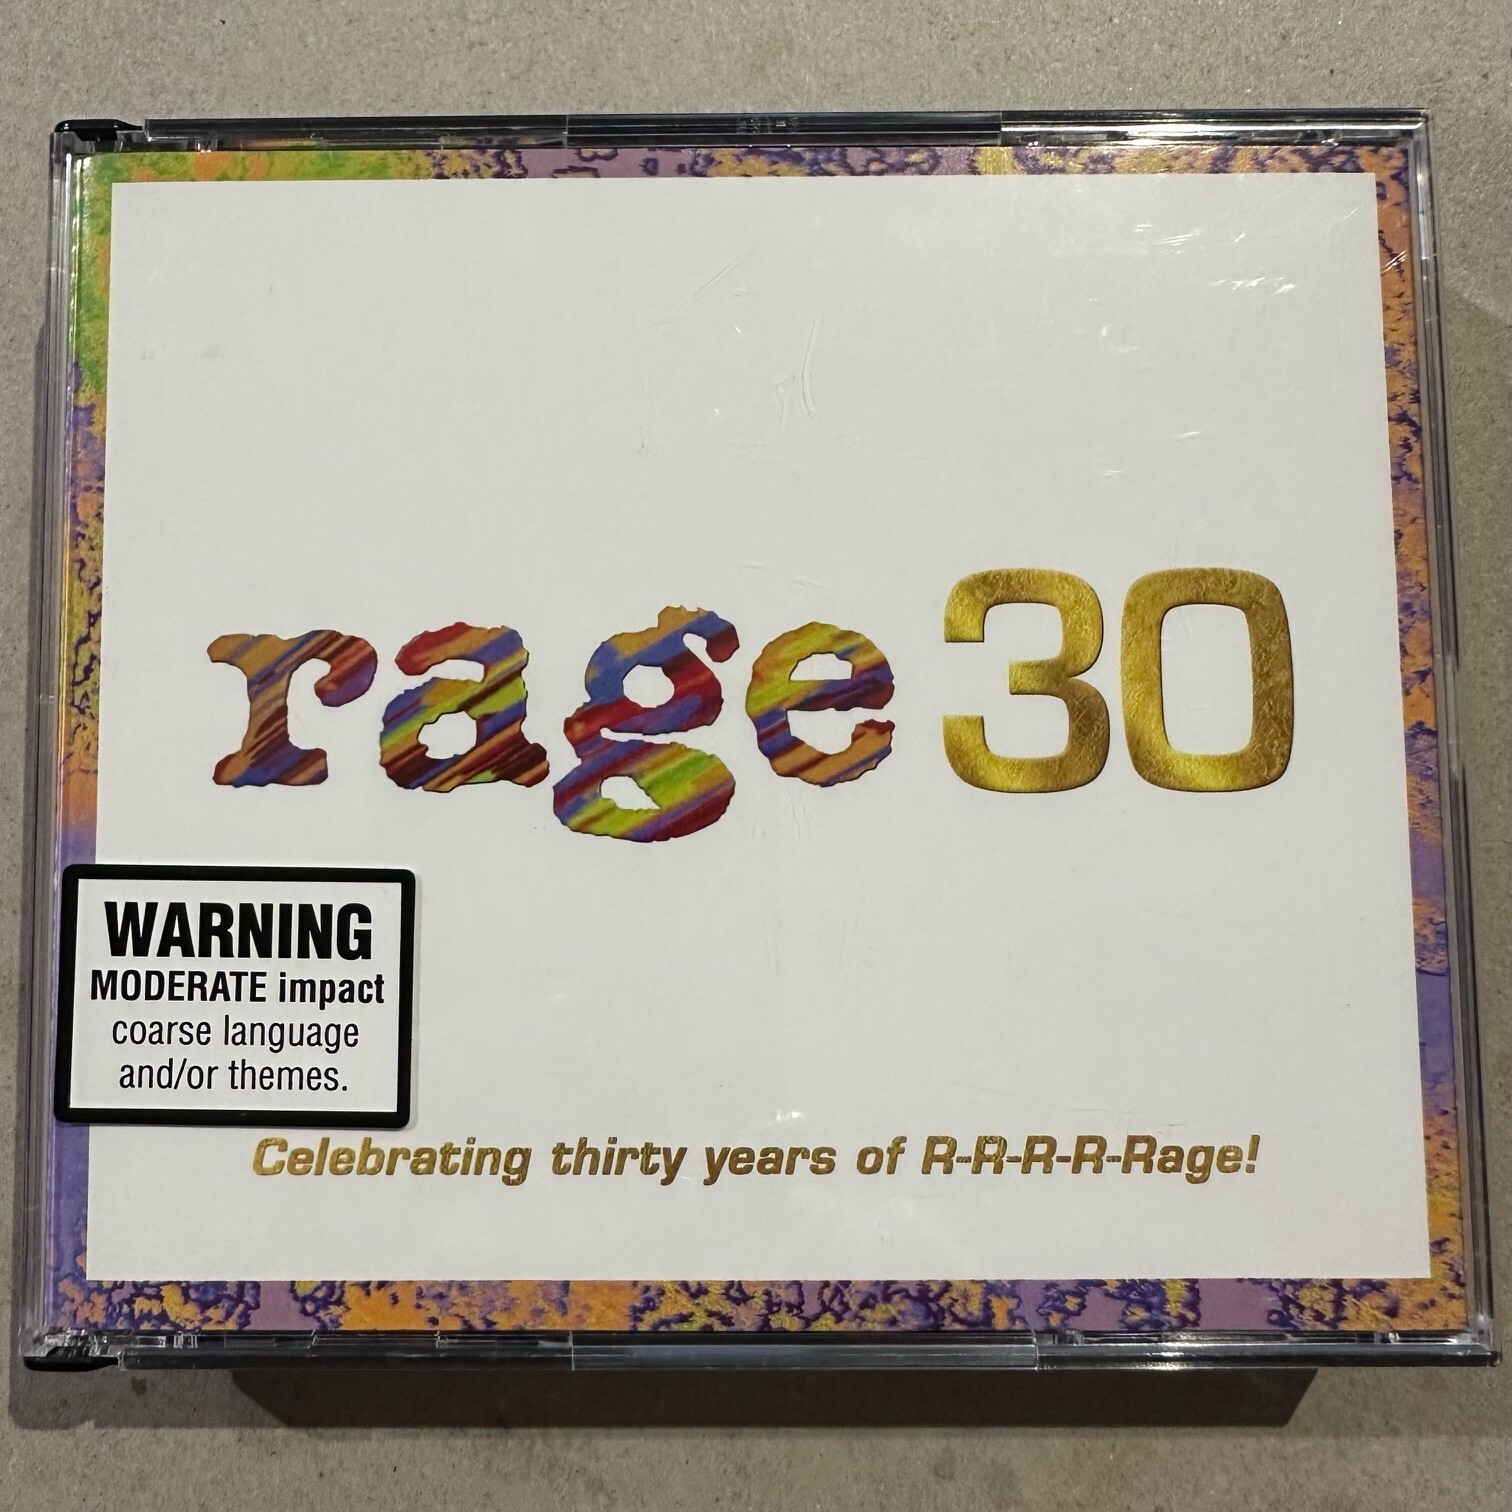 rage 30
WARNING
MODERATE impact
coarse language
and/or themes.
Celebrating thirty years of R-R-R-R-Rage!